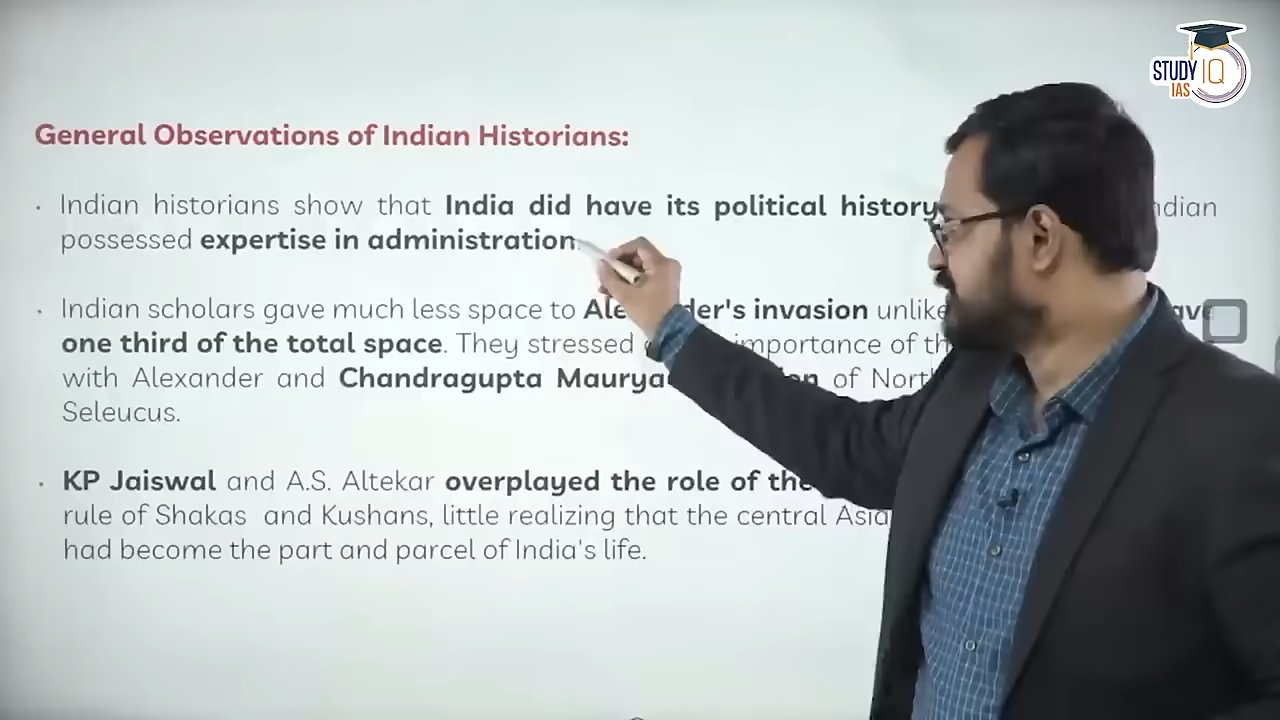 STUDY IQ
IAS
General Observations of Indian Historians:
• Indian historians show that India did have its political history ndian
possessed expertise in administration.
• Indian scholars gave much less space to Ale der's invasion unlike ave
one third of the total space. They stressed importance of th
with Alexander and Chandragupta Maurya on of Nort
Seleucus.
• KP Jaiswal and A.S. Altekar overplayed the role of the
rule of Shakas and Kushans, little realizing that the central Asia
had become the part and parcel of India's life.